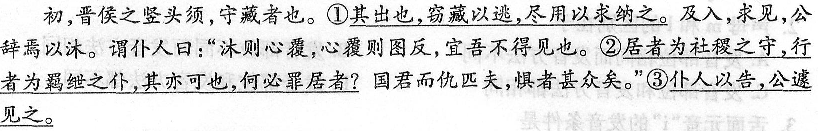 初,晋侯之竖头须,守藏者也。①其出也,窃藏以逃,尽用以求纳之。及入,求见,公
辞焉以沐。谓仆人曰:“沐则心覆,心覆则图反,宜吾不得见也。②居者为社稷之守,行
者为羁绁之仆,其亦可也,何必罪居者?国君而仇匹夫,惧者甚众矣。”③仆人以告,公遽
见之。